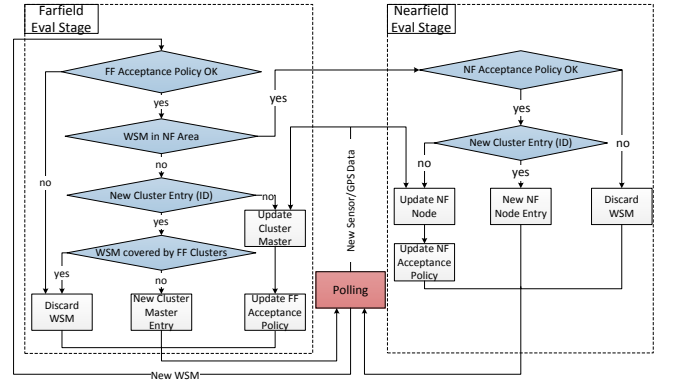 Farfield
Eval Stage
FF Acceptance Policy OK
yes
WSM in NF Area
yes
no
New Cluster Entry (ID)
no
yes
no
Update
Cluster
Master
WSM covered by FF Clusters
yes
no
Discard
WSM
New Cluster
Master
Entry
Update FF
Acceptance
Policy
New Sensor/GPS Data
Polling
New WSM
Nearfield
Eval Stage
NF Acceptance Policy OK
yes
no
New Cluster Entry (ID)
no
yes
Update NF
Node
New NF
Node Entry
Discard
WSM
Update NF
Acceptance
Policy